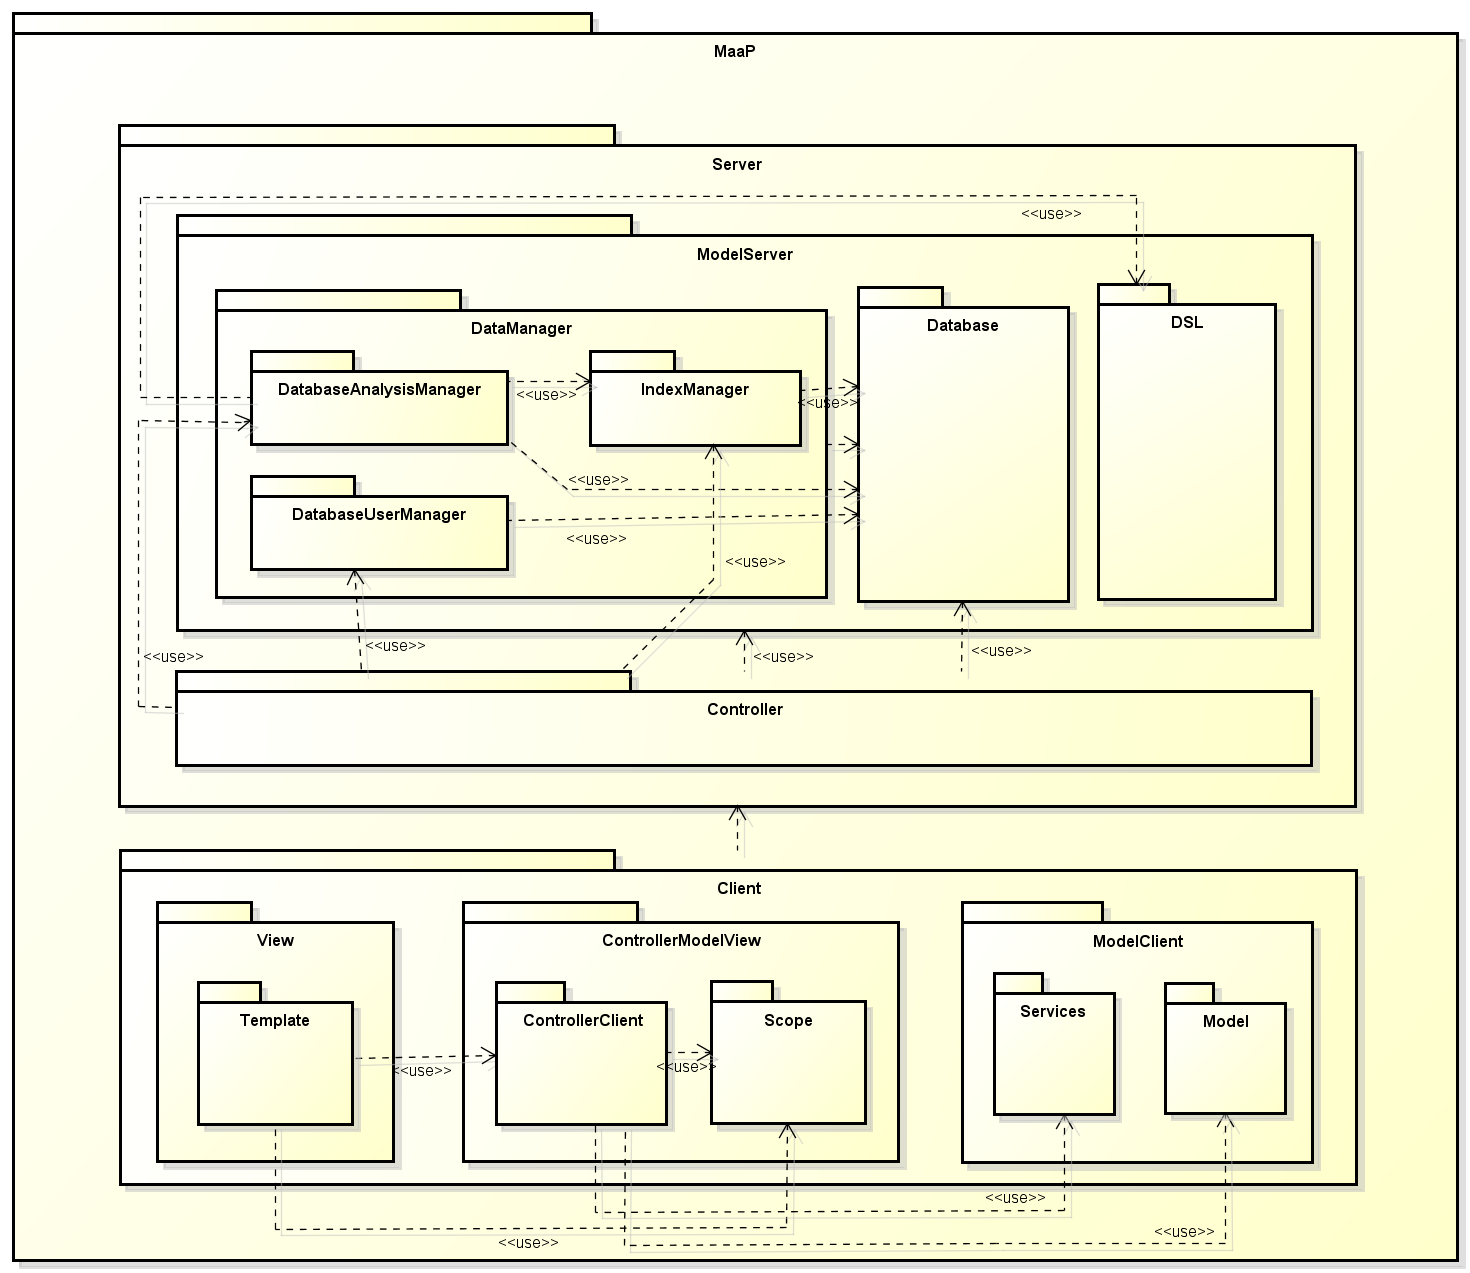 MaaP
Server
<<use>>
ModelServer
DataManager
Database
DSL
DatabaseAnalysisManager
IndexManager
<<use>>
<<use>>
<<use>>
DatabaseUserManager
<<use>>
<<use>>
<<use>>
<<use>>
<<use>>
<<use>>
Controller
Client
View
ControllerModelView
ModelClient
Template
ControllerClient
Scope
Services
Model
<<use>>
<<use>>
<<use>>
<<use>>
<<use>>